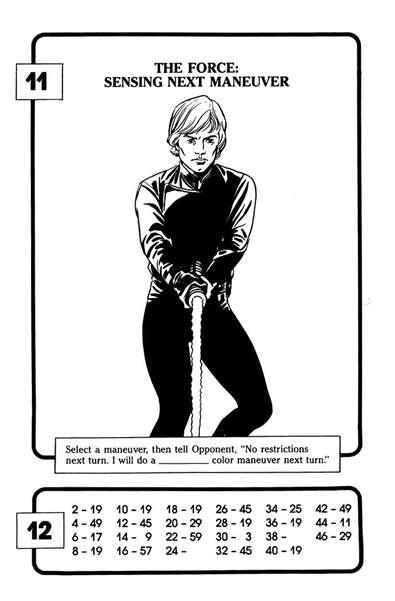 11
THE FORCE:
SENSING NEXT MANEUVER
Select a maneuver, then tell Opponent, “No restrictions
next turn. I will do a __________ color maneuver next turn.”
12
2 – 19 10 – 19 18 – 19 26 – 45 34 – 25 42 – 49
4 – 49 12 – 45 20 – 29 28 – 19 36 – 19 44 – 11
6 – 17 14 – 9 22 – 59 30 – 3 38 – 46 – 29
8 – 19 16 – 57 24 – 32 – 45 40 – 19